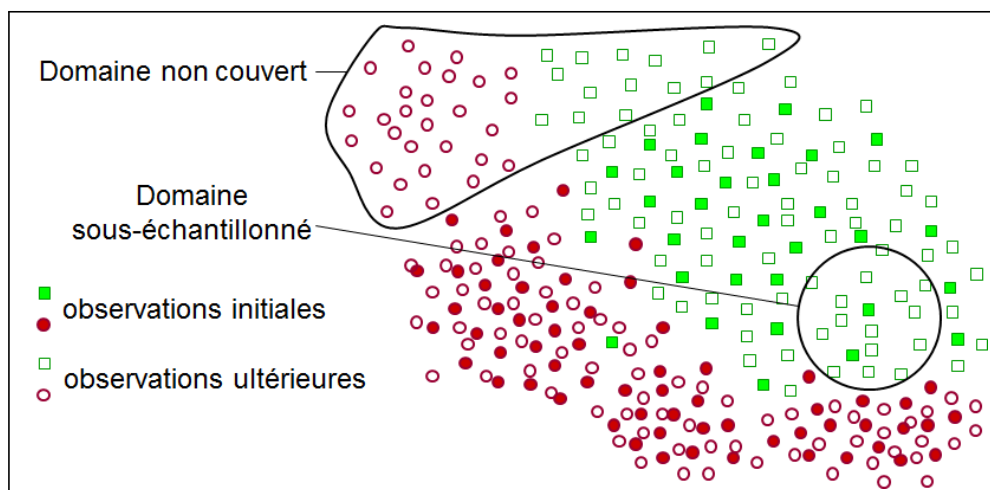 Domaine non couvert
Domaine
sous-échantillonné
observations initiales
observations ultérieures